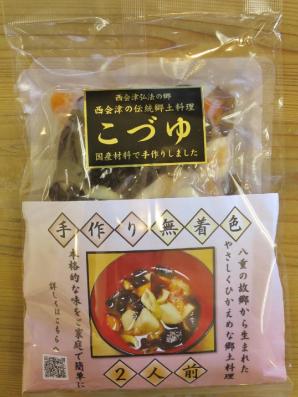 西会津弘法の郷
西会津の伝統郷土料理
こづゆ
国産材料で手作りしました
手作り無着色
八重の故郷から生まれた
やさしくひかえめな郷土料理
本格的な味をご家庭で簡単に
詳しくはこちらへ
2人前